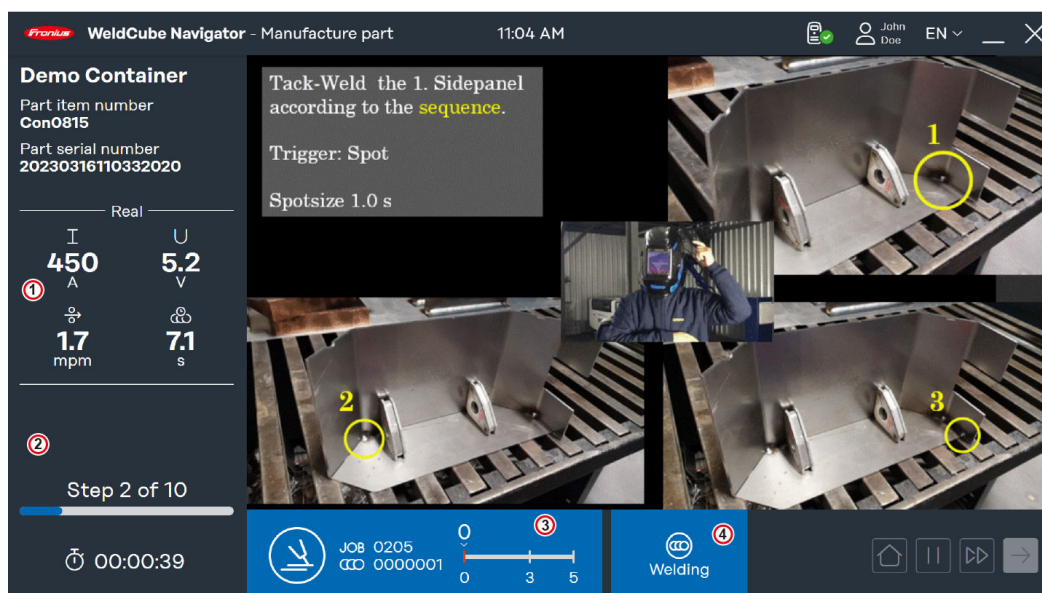 Fronius WeldCube Navigator - Manufacture part 11:04 AM John Doe EN
Demo Container
Part item number
Con0815
Part serial number
20230316110332020
Real
I U
450 5.2
A V
1
1.7 7.1
mpm s
2
Step 2 of 10
00:00:39
Tack-Weld the 1. Sidepanel
according to the sequence.
Trigger: Spot
Spotsize 1.0 s
1
2
3
JOB 0205
0000001
0
0 3 5
3
Welding
4